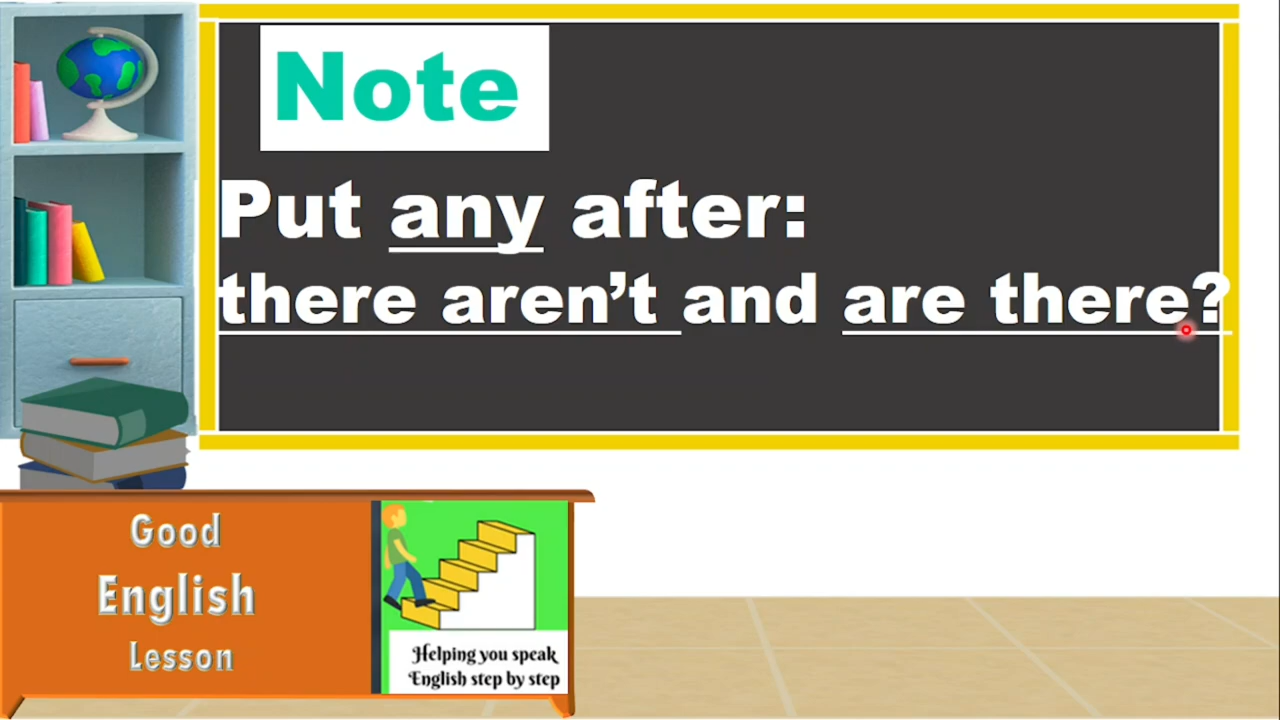 Note
Put any after:
there aren’t and are there?
Good
English
Lesson
Helping you speak
English step by step